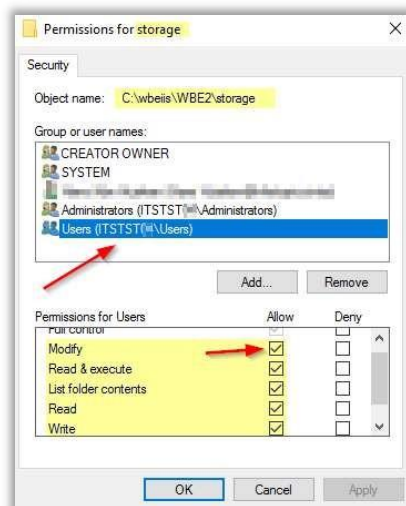 Permissions for storage
Security
Object name: C:\wbeiis\WBE2\storage
Group or user names:
CREATOR OWNER
SYSTEM
Administrators (ITSTST\Administrators)
Users (ITSTST\Users)
Add... Remove
Permissions for Users Allow Deny
Full control
Modify
Read & execute
List folder contents
Read
Write
OK Cancel Apply